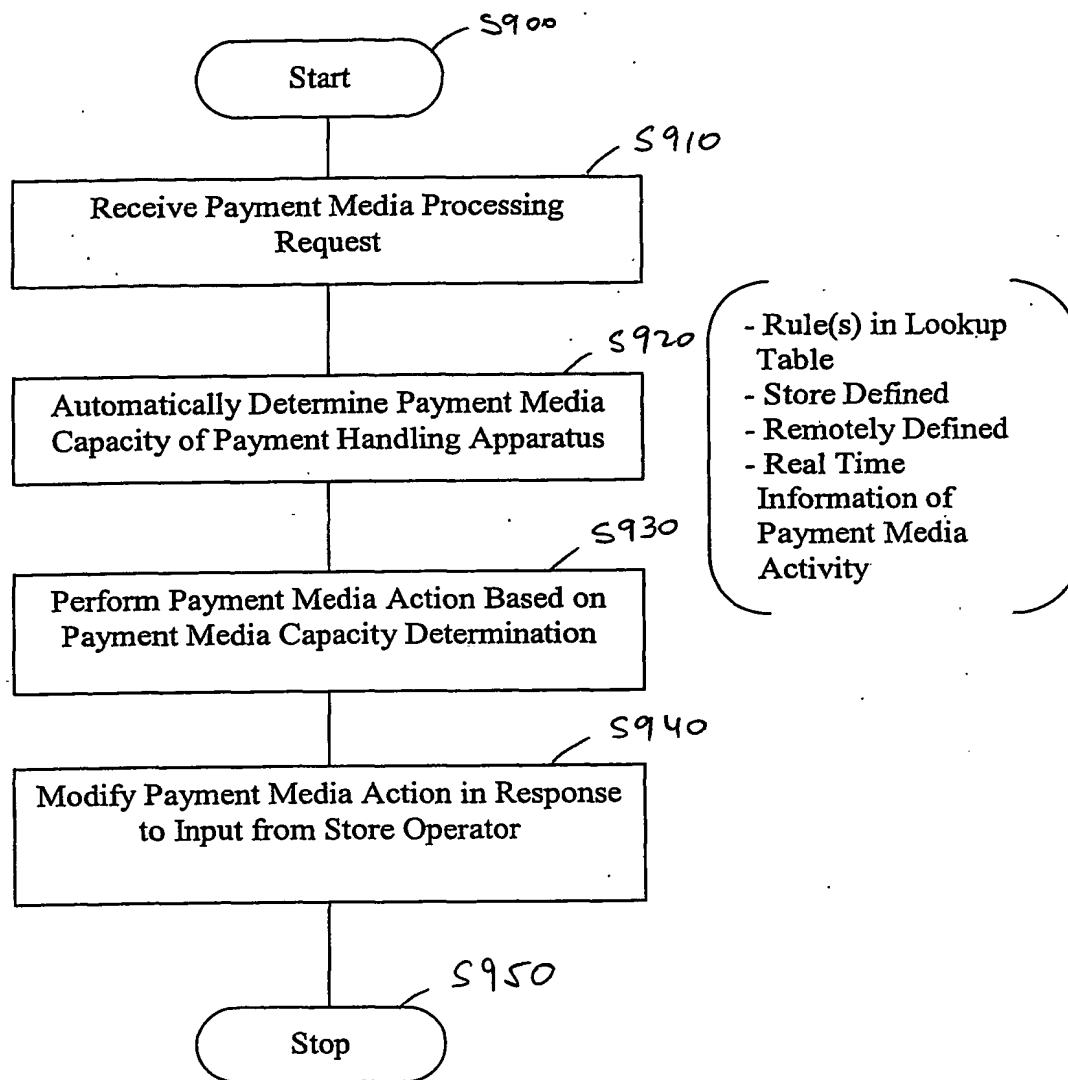 S900
Start
S910
Receive Payment Media Processing
Request
S920
Automatically Determine Payment Media
Capacity of Payment Handling Apparatus
- Rule(s) in Lookup
Table
- Store Defined
- Remotely Defined
- Real Time
Information of
Payment Media
Activity
S930
Perform Payment Media Action Based on
Payment Media Capacity Determination
S940
Modify Payment Media Action in Response
to Input from Store Operator
S950
Stop